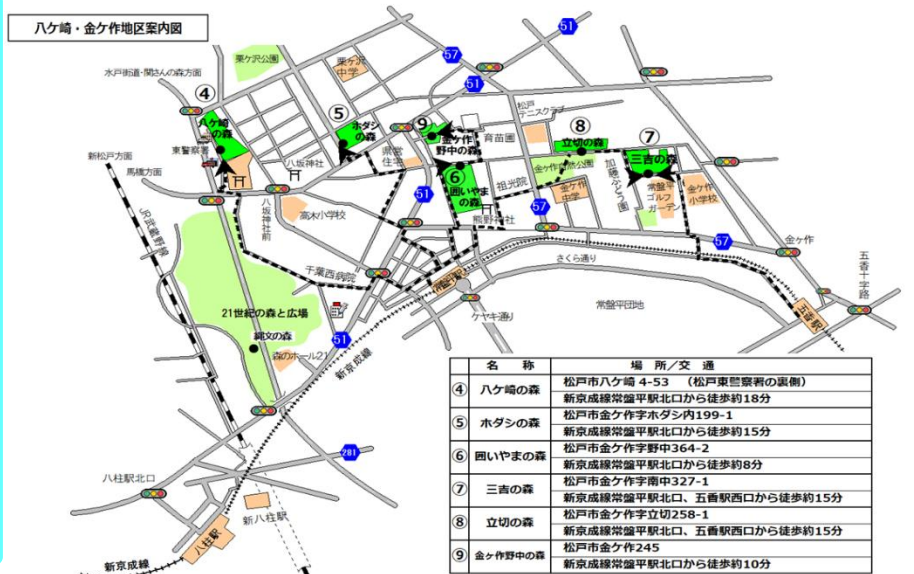 八ケ崎・金ケ作地区案内図
栗ケ沢公園
栗ケ沢
中学
水戸街道・関さんの森方面
④
八ケ崎
の森
東警察署
新松戸方面
馬橋方面
⑤
ホダシ
の森
八坂神社
県営
住宅
八坂神社前
高木小学校
57
51
51
⑨
金ケ作
野中の森
育苗圃
松戸
テニスクラブ
⑥
囲いやまの森
祖光院
熊野神社
51
57
⑧
立切の森
金ケ作自然公園
金ケ作
中学
加藤ぶどう園
⑦
三吉の森
常盤平
ゴルフ
ガーデン
金ケ作
小学校
57
金ヶ作
五香十字路
JR武蔵野線
千葉西病院
21世紀の森と広場
縄文の森
森のホール21
51
新京成線
常盤平駅
さくら通り
ケヤキ通り
常盤平団地
五香駅
281
八柱駅北口
新八柱駅
八柱駅
新京成線
名 称 場 所／交 通
④ 八ケ崎の森 松戸市八ケ崎 4-53 （松戸東警察署の裏側）
新京成線常盤平駅北口から徒歩約18分
⑤ ホダシの森 松戸市金ケ作字ホダシ内199-1
新京成線常盤平駅北口から徒歩約15分
⑥ 囲いやまの森 松戸市金ケ作字野中364-2
新京成線常盤平駅北口から徒歩約8分
⑦ 三吉の森 松戸市金ケ作字南中327-1
新京成線常盤平駅北口、五香駅西口から徒歩約15分
⑧ 立切の森 松戸市金ケ作字立切258-1
新京成線常盤平駅北口、五香駅西口から徒歩約15分
⑨ 金ヶ作野中の森 松戸市金ケ作245
新京成線常盤平駅北口から徒歩約10分